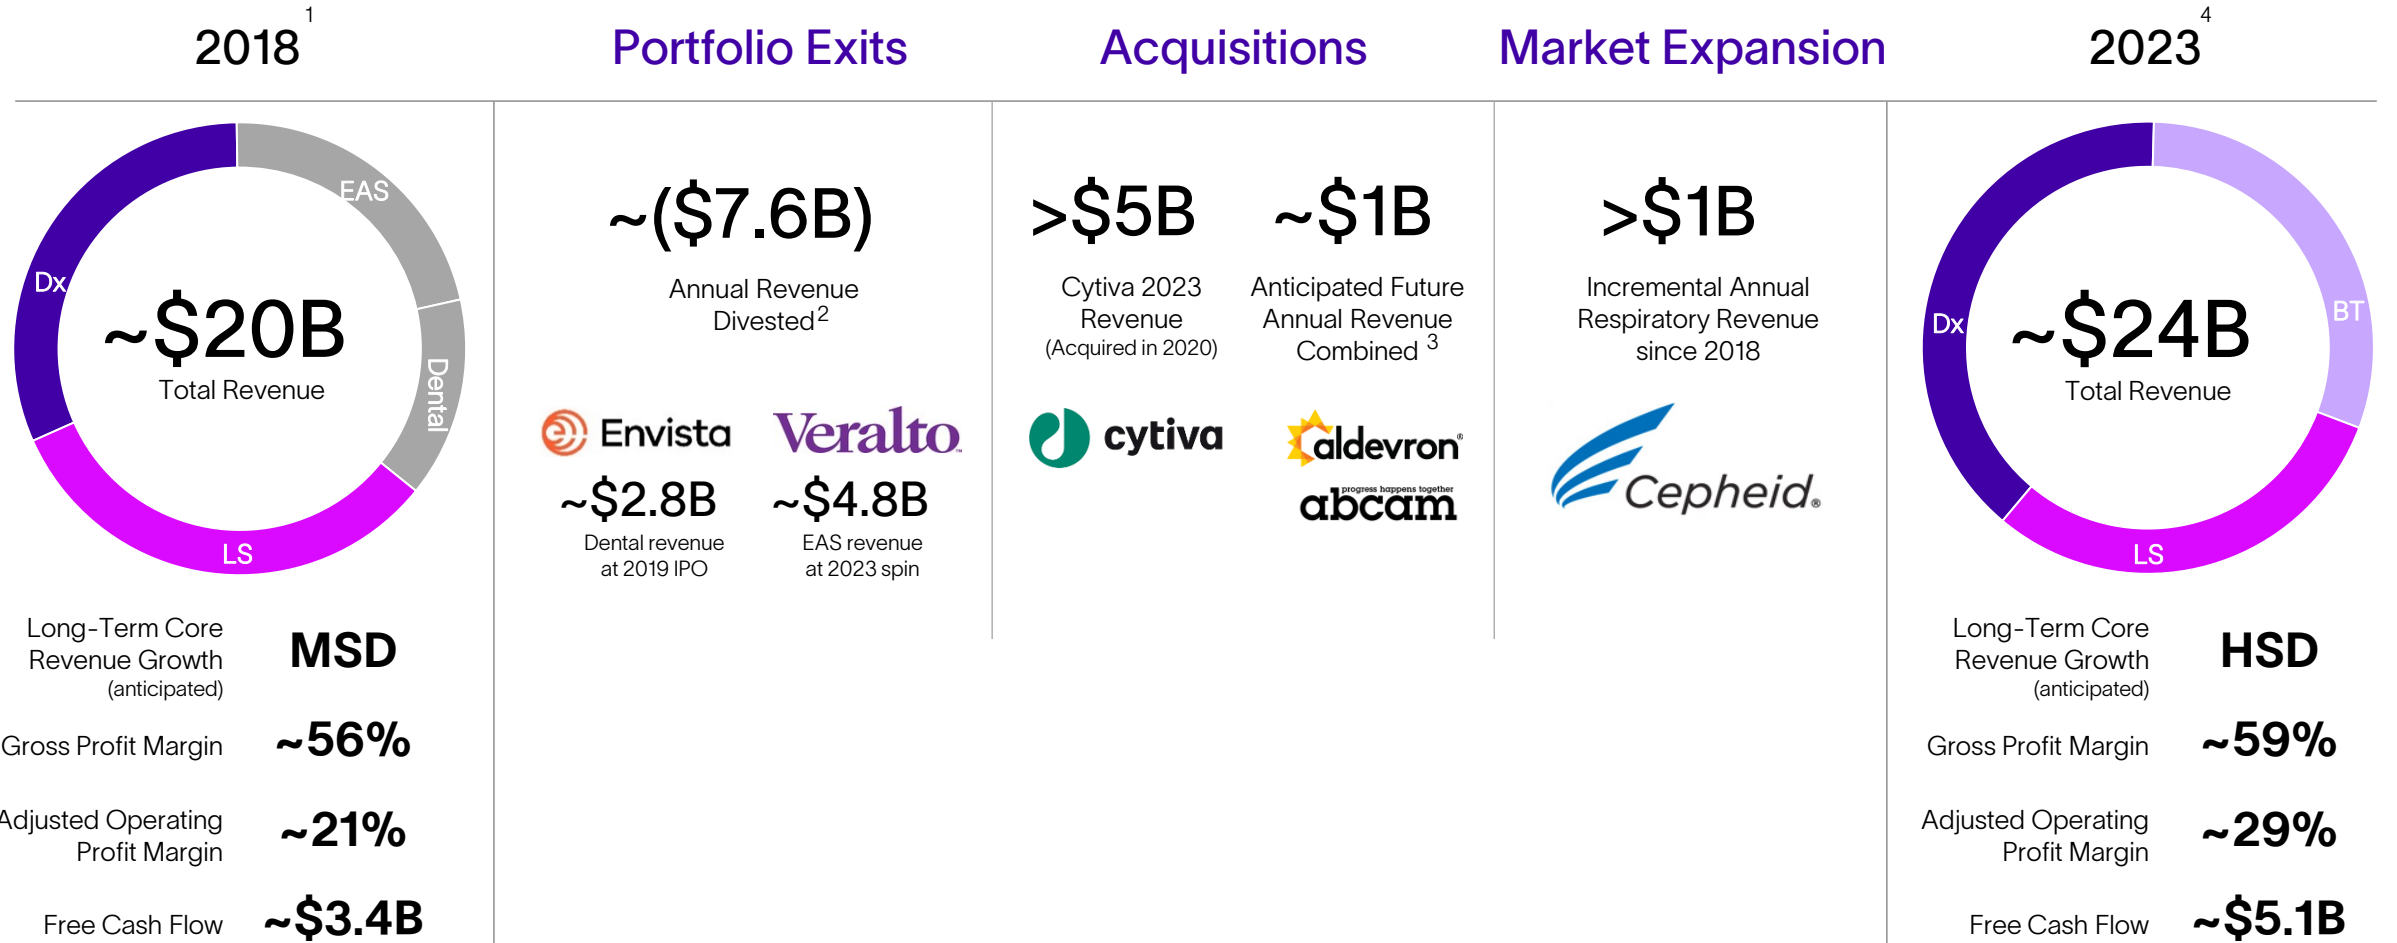 2018 1
Portfolio Exits
Acquisitions
Market Expansion
2023 4
EAS
Dental
LS
Dx
~$20B
Total Revenue
~($7.6B)
Annual Revenue
Divested 2
Envista
~$2.8B
Dental revenue
at 2019 IPO
Veralto™
~$4.8B
EAS revenue
at 2023 spin
>$5B
Cytiva 2023
Revenue
(Acquired in 2020)
cytiva
~$1B
Anticipated Future
Annual Revenue
Combined 3
aldevron®
progress happens together
abcam
>$1B
Incremental Annual
Respiratory Revenue
since 2018
Cepheid®
BT
LS
Dx
~$24B
Total Revenue
Long-Term Core
Revenue Growth
(anticipated)
MSD
Gross Profit Margin
~56%
Adjusted Operating
Profit Margin
~21%
Free Cash Flow
~$3.4B
Long-Term Core
Revenue Growth
(anticipated)
HSD
Gross Profit Margin
~59%
Adjusted Operating
Profit Margin
~29%
Free Cash Flow
~$5.1B